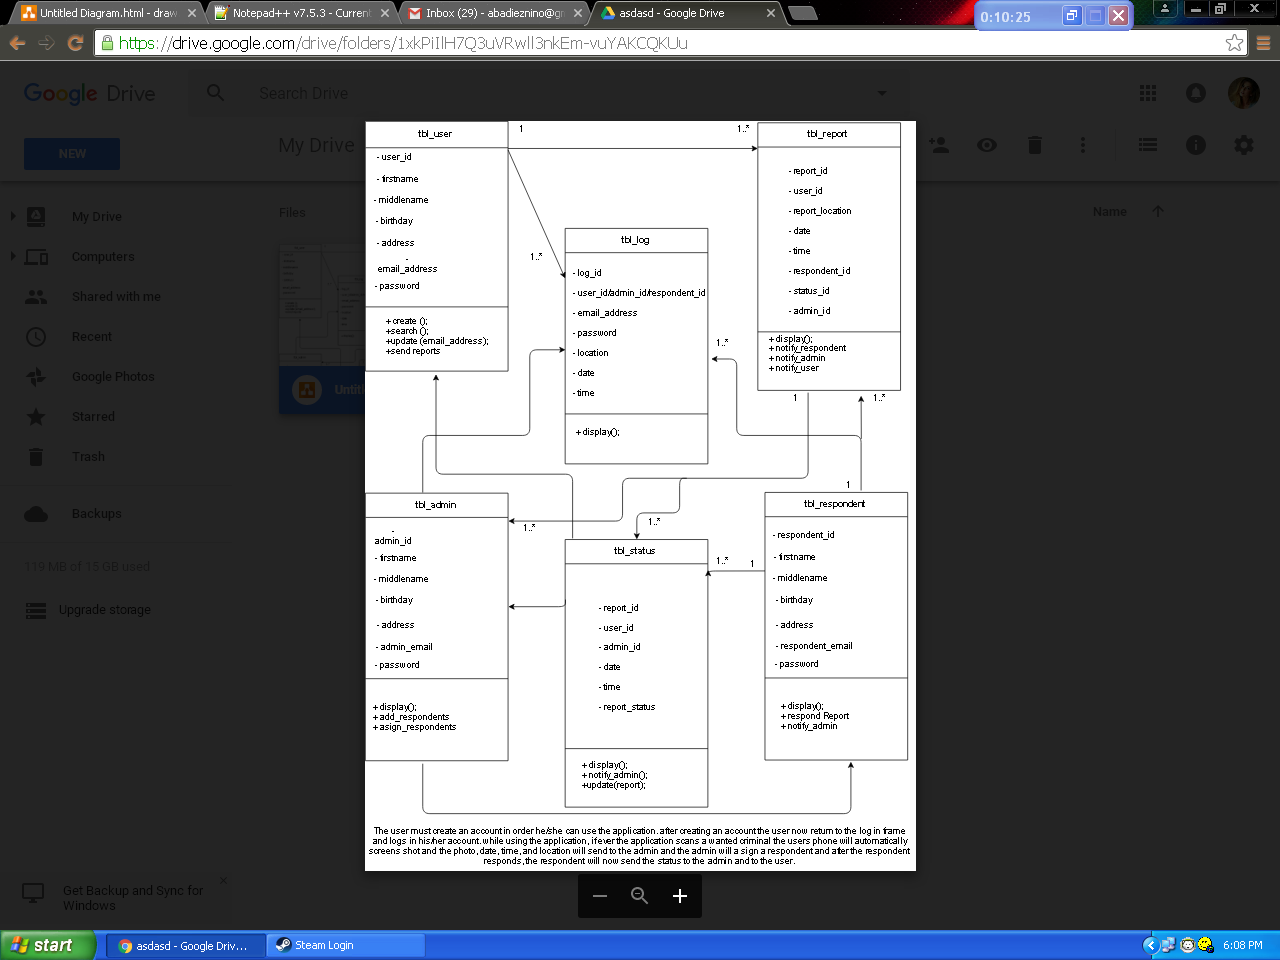 Untitled Diagram.html - draw
Notepad++ v7.5.3 - Current
Inbox (29) - abadieznino@gm
asdasd - Google Drive
0:10:25
Google Drive
Search Drive
NEW
My Drive
My Drive
Computers
Shared with me
Recent
Google Photos
Starred
Trash
Backups
119 MB of 15 GB used
Upgrade storage
Get Backup and Sync for
Windows
Files
Name
tbl_user
- user_id
- firstname
- middlename
- birthday
- address
-
email_address
- password
+ create ();
+search ();
+update (email_address);
+send reports
1
1..*
tbl_report
- report_id
- user_id
- report_location
- date
- time
- respondent_id
- status_id
- admin_id
+ display();
+ notify_respondent
+ notify_admin
+ notify_user
1..*
tbl_log
- log_id
- user_id/admin_id/respondent_id
- email_address
- password
- location
- date
- time
+ display();
1..*
1
1..*
1
tbl_admin
-
admin_id
- firstname
- middlename
- birthday
- address
- admin_email
- password
+ display();
+ add_respondents
+ asign_respondents
1..*
1..*
tbl_status
- report_id
- user_id
- admin_id
- date
- time
- report_status
+ display();
+ notify_admin();
+update(report);
1..*
1
tbl_respondent
- respondent_id
- firstname
- middlename
- birthday
- address
- respondent_email
- password
+ display();
+ respond Report
+ notify_admin
The user must create an account in order he/she can use the application. after creating an account the user now return to the log in frame
and logs in his/her account. while using the application, if ever the application scans a wanted criminal the users phone will automatically
screens shot and the photo, date, time, and location will send to the admin and the admin will a sign a respondent and after the respondent
responds, the respondent will now send the status to the admin and to the user.
start
asdasd - Google Driv...
Steam Login
6:08 PM